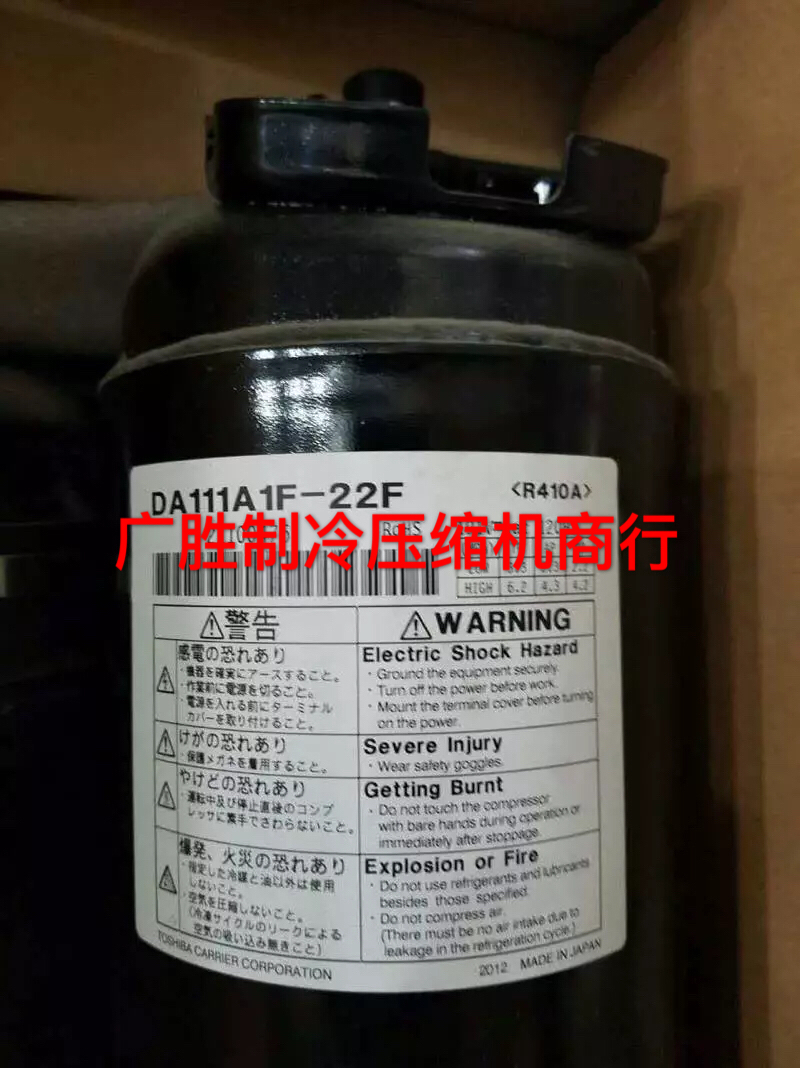 DA111A1F-22F <R410A>
广胜制冷压缩机商行
RoHS
HIGH 6.2 4.3 4.2
警告
感電の恐れあり
・機器を確実にアースすること。
・作業前に電源を切ること。
・電源を入れる前にターミナル
カバーを取り付けること。
けがの恐れあり
・保護メガネを着用すること。
やけどの恐れあり
・運転中及び停止直後のコンプ
レッサに素手でさわらないこと。
爆発、火災の恐れあり
・指定した冷媒と油以外は使用
しないこと。
・空気を圧縮しないこと。
(冷凍サイクルのリークによる
空気の吸い込み無きこと)
WARNING
Electric Shock Hazard
・Ground the equipment securely.
・Turn off the power before work.
・Mount the terminal cover before turning
on the power.
Severe Injury
・Wear safety goggles.
Getting Burnt
・Do not touch the compressor
with bare hands during operation or
immediately after stoppage.
Explosion or Fire
・Do not use refrigerants and lubricants
besides those specified.
・Do not compress air.
(There must be no air intake due to
leakage in the refrigeration cycle.)
TOSHIBA CARRIER CORPORATION
2012 MADE IN JAPAN